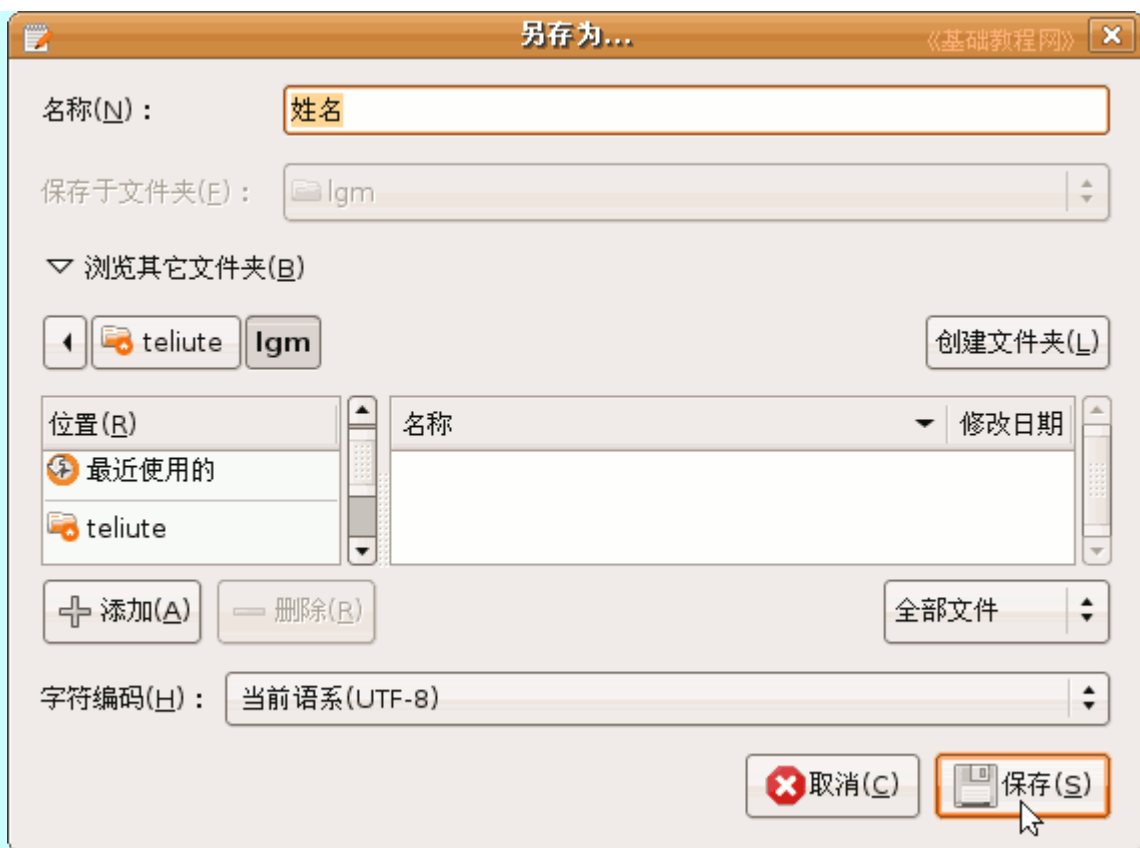 另存为...
《基础教程网》
名称(N)： 姓名
保存于文件夹(F)： lgm
浏览其它文件夹(B)
teliute lgm 创建文件夹(L)
位置(R) 名称 修改日期
最近使用的
teliute
添加(A) 删除(R) 全部文件
字符编码(H)： 当前语系(UTF-8)
取消(C) 保存(S)